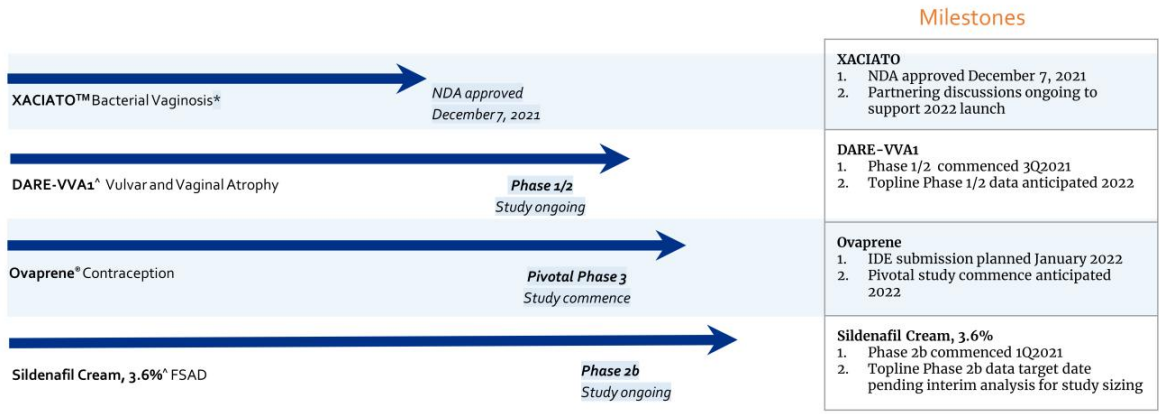 Milestones
XACIATO™ Bacterial Vaginosis*
NDA approved
December 7, 2021
XACIATO
1. NDA approved December 7, 2021
2. Partnering discussions ongoing to
support 2022 launch
DARE-VVA1^ Vulvar and Vaginal Atrophy
Phase 1/2
Study ongoing
DARE-VVA1
1. Phase 1/2 commenced 3Q2021
2. Topline Phase 1/2 data anticipated 2022
Ovaprene® Contraception
Pivotal Phase 3
Study commence
Ovaprene
1. IDE submission planned January 2022
2. Pivotal study commence anticipated
2022
Sildenafil Cream, 3.6%^ FSAD
Phase 2b
Study ongoing
Sildenafil Cream, 3.6%
1. Phase 2b commenced 1Q2021
2. Topline Phase 2b data target date
pending interim analysis for study sizing